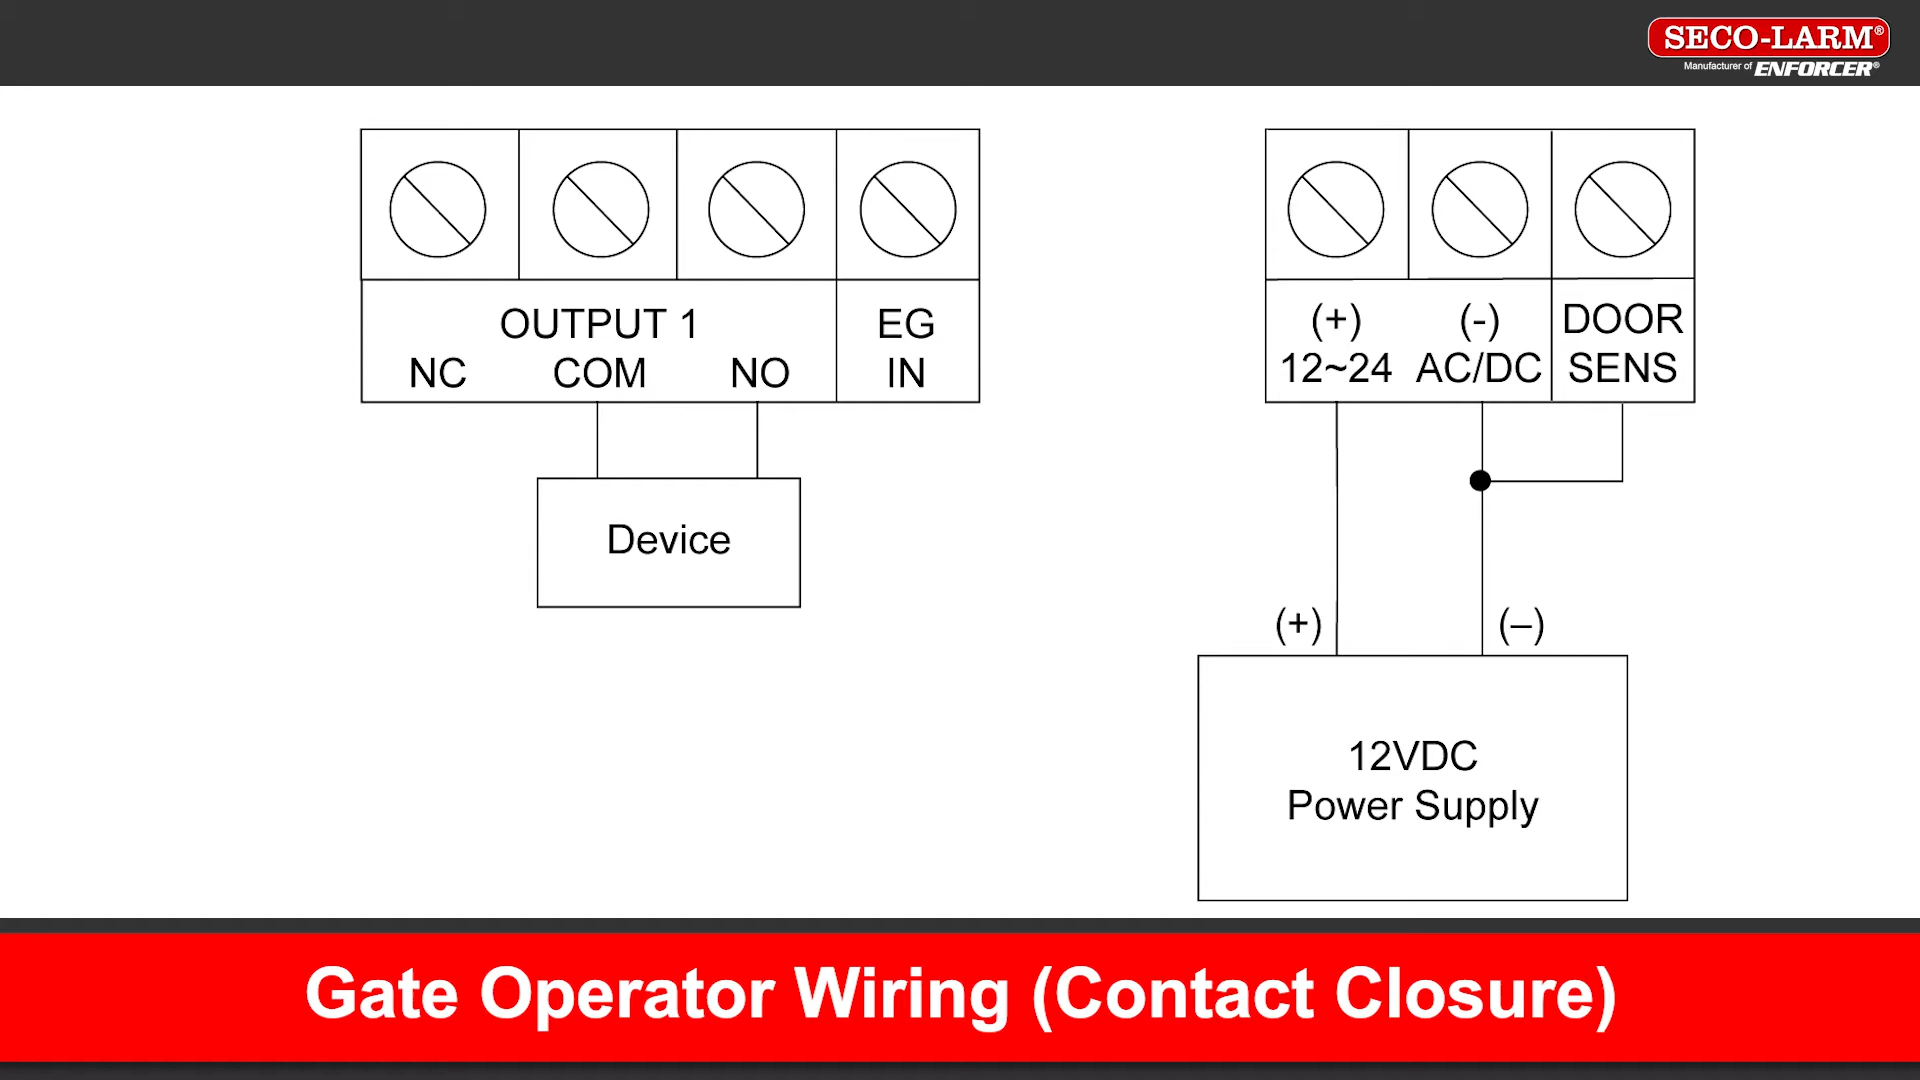 SECO-LARM®
Manufacturer of ENFORCER®
OUTPUT 1
NC COM NO
EG
IN
(+) (-)
12~24 AC/DC
DOOR
SENS
Device
(+) (–)
12VDC
Power Supply
Gate Operator Wiring (Contact Closure)